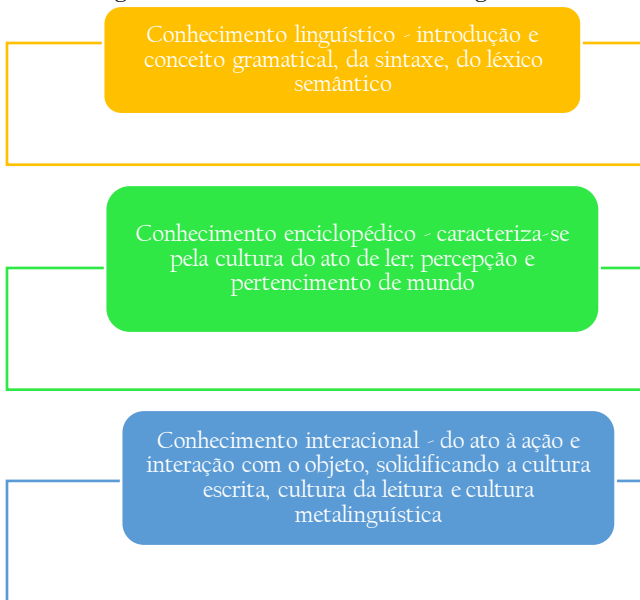 Conhecimento linguístico - introdução e
conceito gramatical, da sintaxe, do léxico
semântico
Conhecimento enciclopédico - caracteriza-se
pela cultura do ato de ler; percepção e
pertencimento de mundo
Conhecimento interacional - do ato à ação e
interação com o objeto, solidificando a cultura
escrita, cultura da leitura e cultura
metalinguística